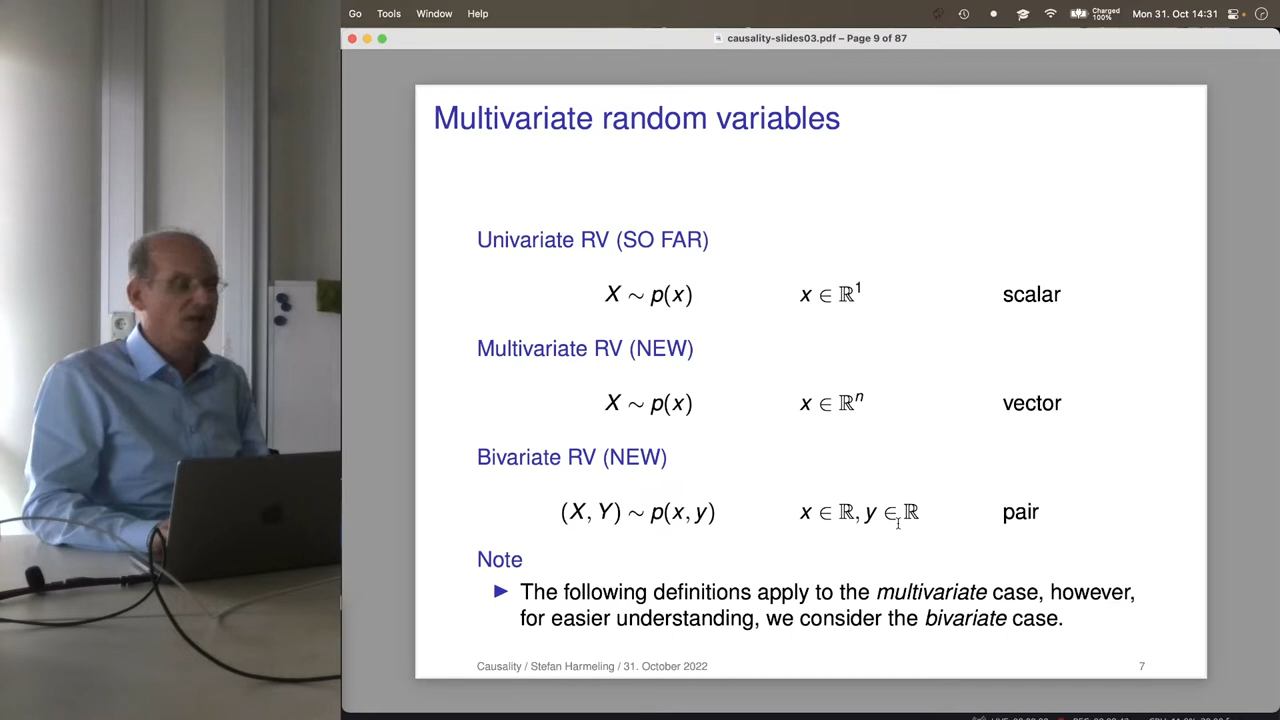 Go Tools Window Help Charged 100% Mon 31. Oct 14:31
causality-slides03.pdf – Page 9 of 87
Multivariate random variables
Univariate RV (SO FAR)
X ∼ p(x) x ∈ ℝ¹ scalar
Multivariate RV (NEW)
X ∼ p(x) x ∈ ℝⁿ vector
Bivariate RV (NEW)
(X, Y) ∼ p(x, y) x ∈ ℝ, y ∈ ℝ pair
Note
▶ The following definitions apply to the multivariate case, however,
for easier understanding, we consider the bivariate case.
Causality / Stefan Harmeling / 31. October 2022 7